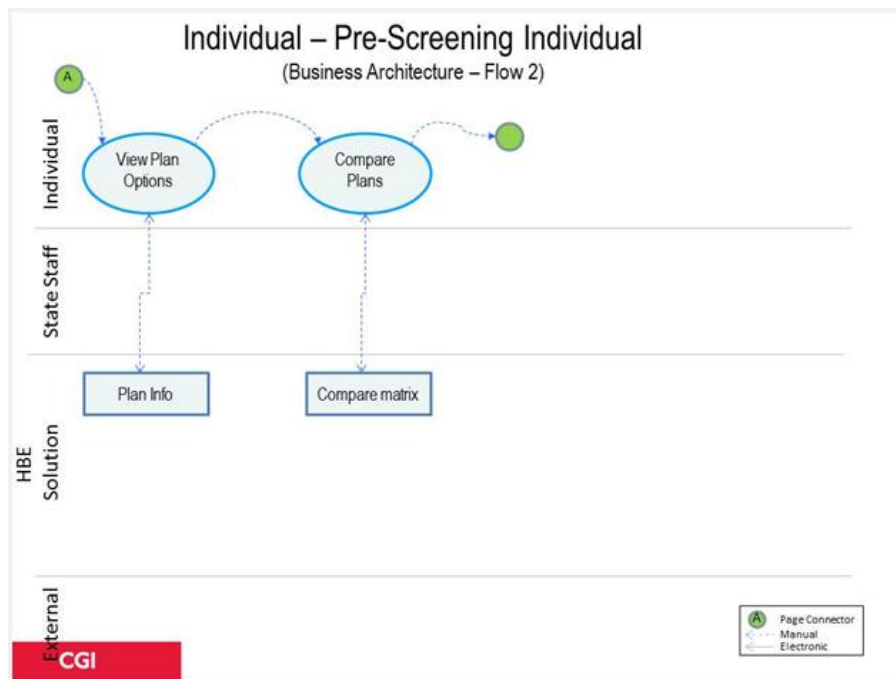 Individual – Pre-Screening Individual
(Business Architecture – Flow 2)
A
Individual
View Plan
Options
Compare
Plans
State Staff
HBE
Solution
Plan Info
Compare matrix
External
CGI
A Page Connector
Manual
Electronic